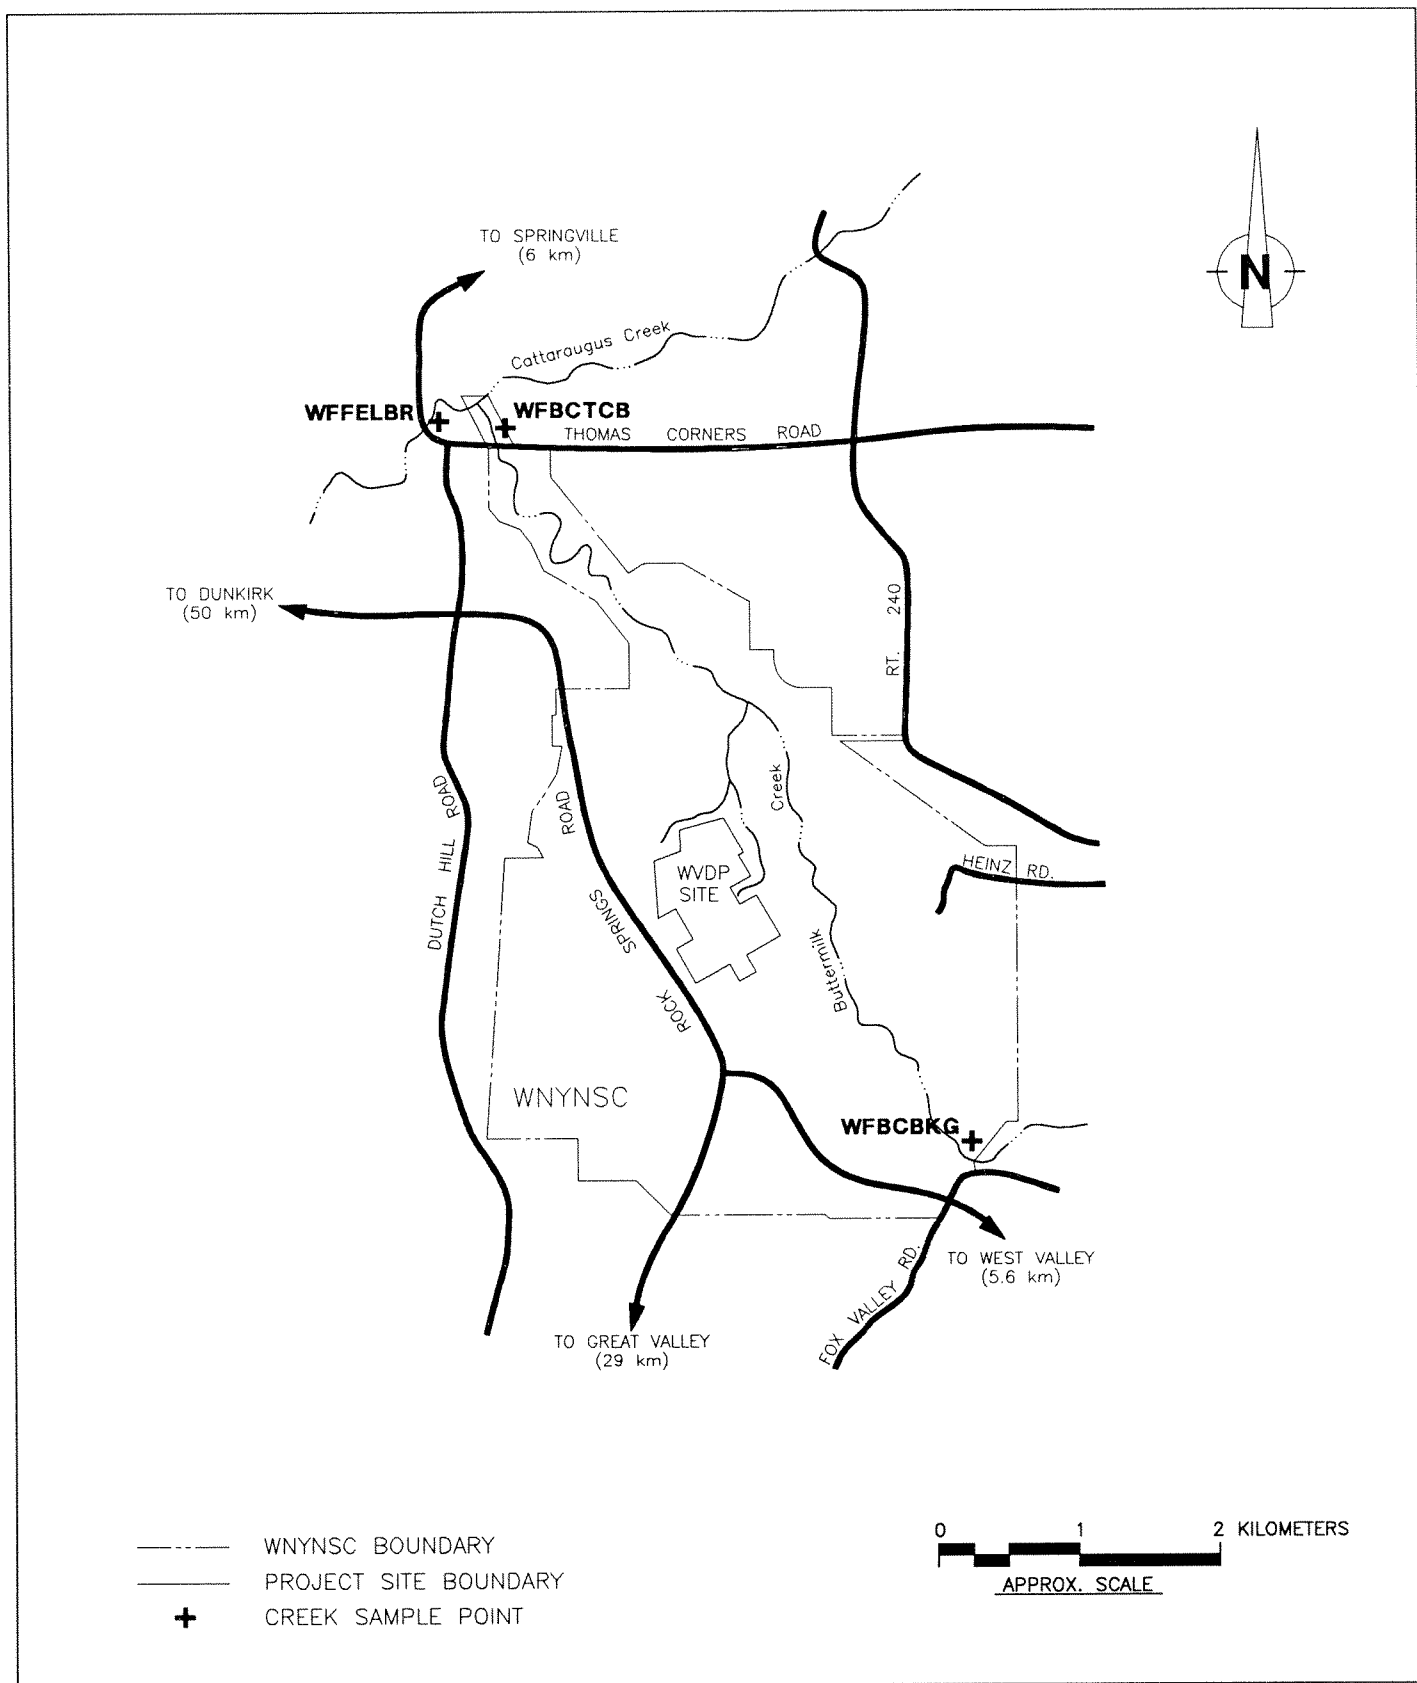 TO SPRINGVILLE
(6 km)
N
Cattaraugus Creek
WFFELBR
WFBCTCB
THOMAS CORNERS ROAD
TO DUNKIRK
(50 km)
RT. 240
DUTCH HILL ROAD
ROCK SPRINGS ROAD
Buttermilk Creek
WVDP
SITE
HEINZ RD.
WNYNSC
WFBCBKG
FOX VALLEY RD.
TO WEST VALLEY
(5.6 km)
TO GREAT VALLEY
(29 km)
WNYNSC BOUNDARY
PROJECT SITE BOUNDARY
CREEK SAMPLE POINT
0 1 2 KILOMETERS
APPROX. SCALE